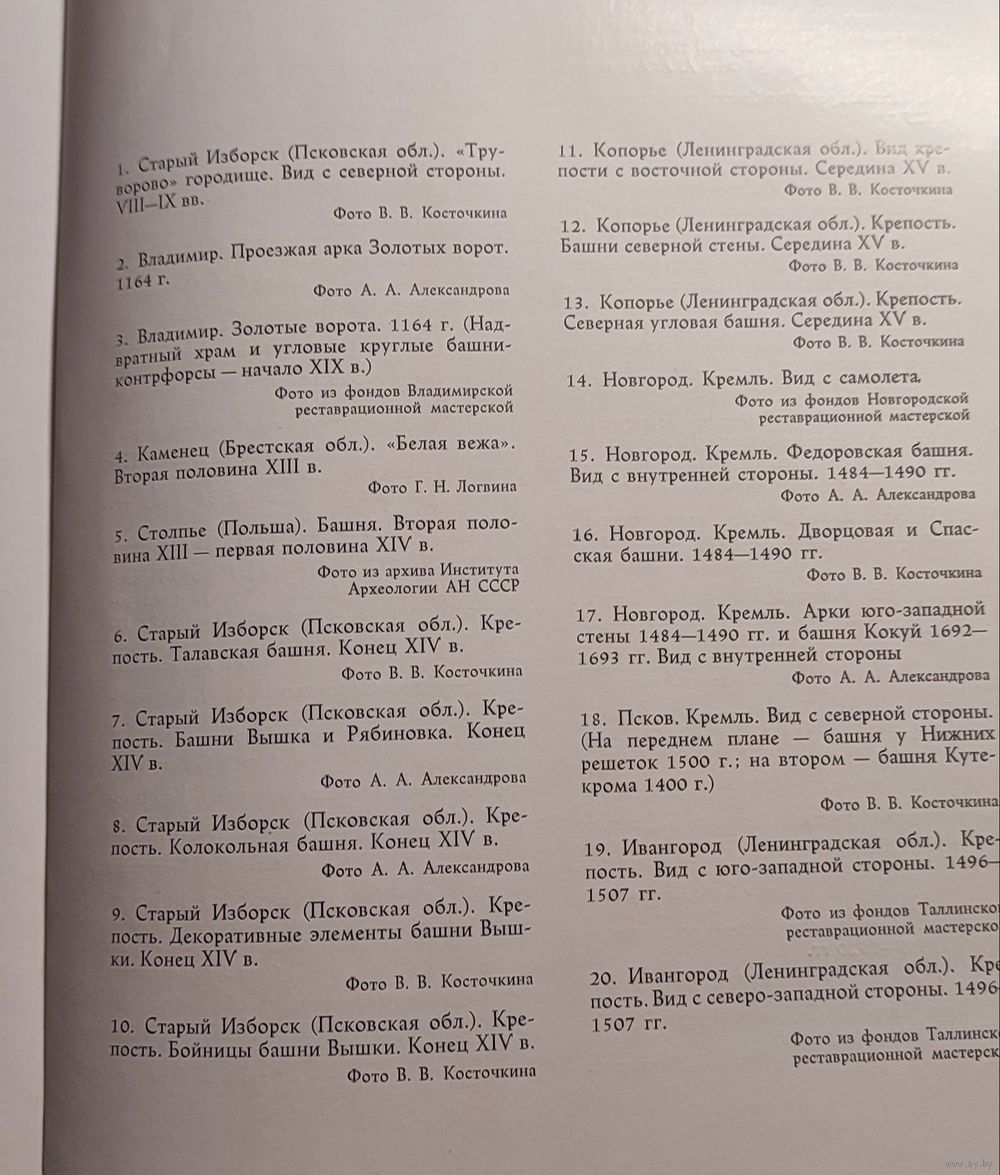 1. Старый Изборск (Псковская обл.). «Тру-
ворово» городище. Вид с северной стороны.
VIII—IX вв.
Фото В. В. Косточкина
2. Владимир. Проезжая арка Золотых ворот.
1164 г.
Фото А. А. Александрова
3. Владимир. Золотые ворота. 1164 г. (Над-
вратный храм и угловые круглые башни-
контрфорсы — начало XIX в.)
Фото из фондов Владимирской
реставрационной мастерской
4. Каменец (Брестская обл.). «Белая вежа».
Вторая половина XIII в.
Фото Г. Н. Логвина
5. Столпье (Польша). Башня. Вторая поло-
вина XIII — первая половина XIV в.
Фото из архива Института
Археологии АН СССР
6. Старый Изборск (Псковская обл.). Кре-
пость. Талавская башня. Конец XIV в.
Фото В. В. Косточкина
7. Старый Изборск (Псковская обл.). Кре-
пость. Башни Вышка и Рябиновка. Конец
XIV в.
Фото А. А. Александрова
8. Старый Изборск (Псковская обл.). Кре-
пость. Колокольная башня. Конец XIV в.
Фото А. А. Александрова
9. Старый Изборск (Псковская обл.). Кре-
пость. Декоративные элементы башни Выш-
ки. Конец XIV в.
Фото В. В. Косточкина
10. Старый Изборск (Псковская обл.). Кре-
пость. Бойницы башни Вышки. Конец XIV в.
Фото В. В. Косточкина
11. Копорье (Ленинградская обл.). Вид кре-
пости с восточной стороны. Середина XV в.
Фото В. В. Косточкина
12. Копорье (Ленинградская обл.). Крепость.
Башни северной стены. Середина XV в.
Фото В. В. Косточкина
13. Копорье (Ленинградская обл.). Крепость.
Северная угловая башня. Середина XV в.
Фото В. В. Косточкина
14. Новгород. Кремль. Вид с самолета.
Фото из фондов Новгородской
реставрационной мастерской
15. Новгород. Кремль. Федоровская башня.
Вид с внутренней стороны. 1484—1490 гг.
Фото А. А. Александрова
16. Новгород. Кремль. Дворцовая и Спас-
ская башни. 1484—1490 гг.
Фото В. В. Косточкина
17. Новгород. Кремль. Арки юго-западной
стены 1484—1490 гг. и башня Кокуй 1692—
1693 гг. Вид с внутренней стороны
Фото А. А. Александрова
18. Псков. Кремль. Вид с северной стороны.
(На переднем плане — башня у Нижних
решеток 1500 г.; на втором — башня Куте-
крома 1400 г.)
Фото В. В. Косточкина
19. Ивангород (Ленинградская обл.). Кре-
пость. Вид с юго-западной стороны. 1496—
1507 гг.
Фото из фондов Таллинско
реставрационной мастерско
20. Ивангород (Ленинградская обл.). Кре
пость. Вид с северо-западной стороны. 1496-
1507 гг.
Фото из фондов Таллинск
реставрационной мастерск
www.ay.by